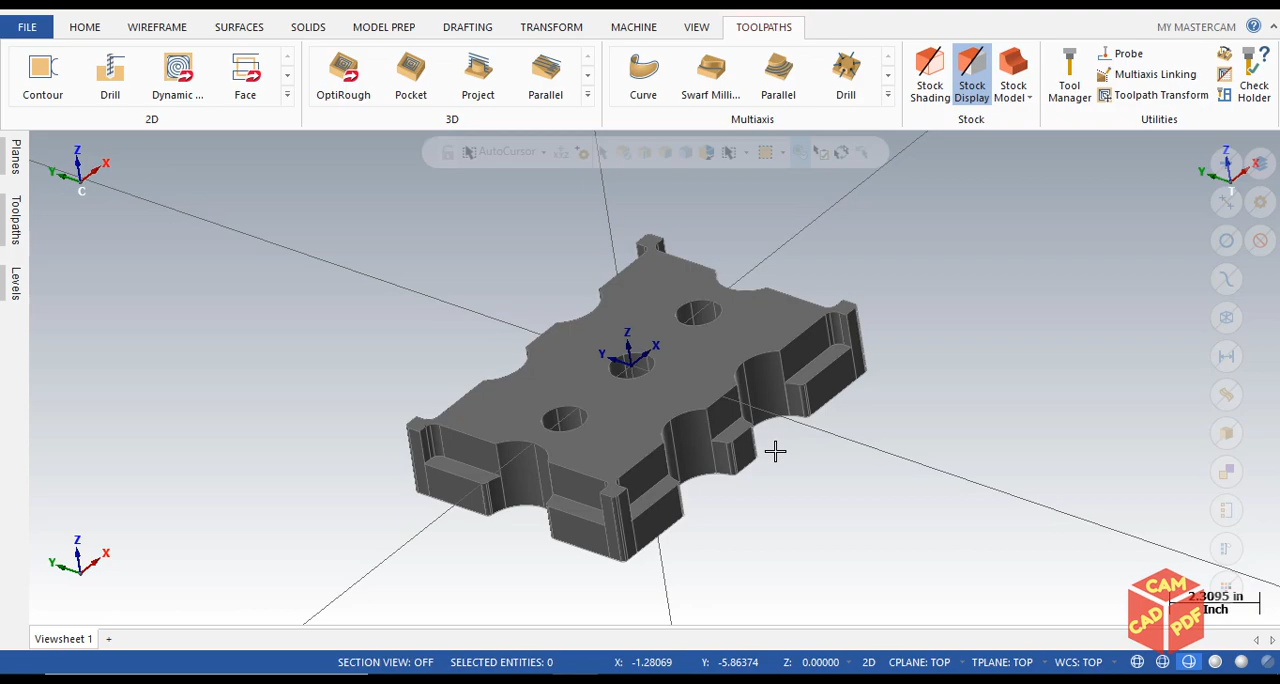 FILE HOME WIREFRAME SURFACES SOLIDS MODEL PREP DRAFTING TRANSFORM MACHINE VIEW TOOLPATHS MY MASTERCAM
Contour Drill Dynamic ... Face OptiRough Pocket Project Parallel Curve Swarf Milli... Parallel Drill Stock Shading Stock Display Stock Model Tool Manager Probe Multiaxis Linking Toolpath Transform Check Holder
2D 3D Multiaxis Stock Utilities
AutoCursor
Planes
Toolpaths
Levels
Z X Y C
Z X Y T
Z Y X
Z Y X
2.3095 in
Inch
CAM
CAD
PDF
Viewsheet 1 +
SECTION VIEW: OFF SELECTED ENTITIES: 0 X: -1.28069 Y: -5.86374 Z: 0.00000 2D CPLANE: TOP TPLANE: TOP WCS: TOP